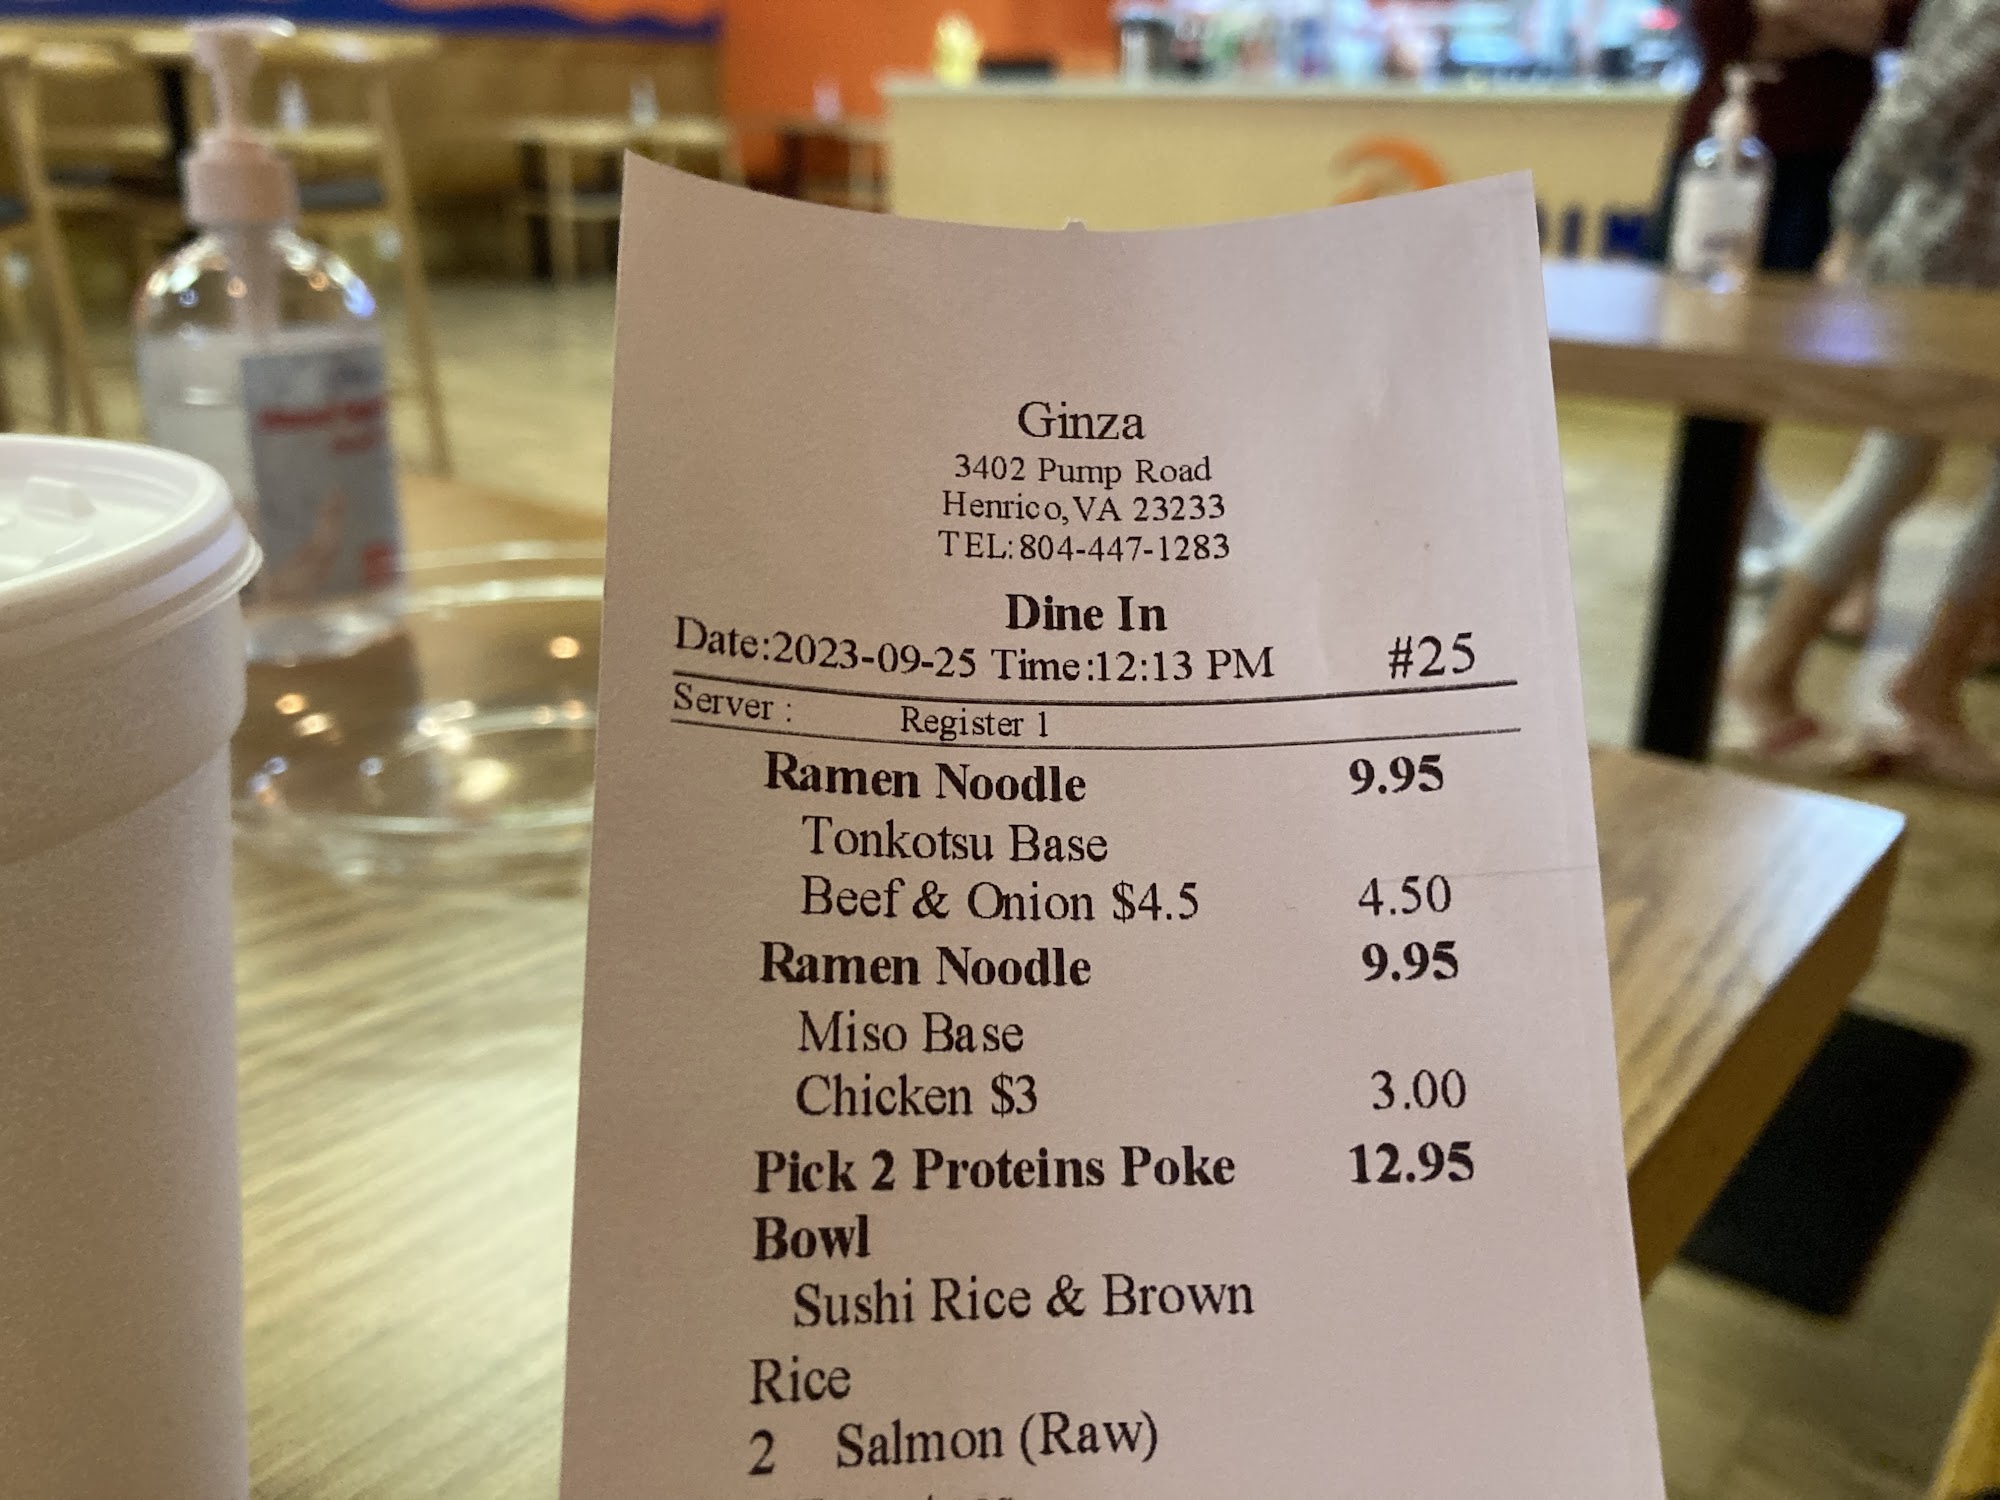 Ginza
3402 Pump Road
Henrico,VA 23233
TEL:804-447-1283
Dine In
Date:2023-09-25 Time:12:13 PM #25
Server : Register 1
Ramen Noodle 9.95
Tonkotsu Base
Beef & Onion $4.5 4.50
Ramen Noodle 9.95
Miso Base
Chicken $3 3.00
Pick 2 Proteins Poke 12.95
Bowl
Sushi Rice & Brown
Rice
2 Salmon (Raw)